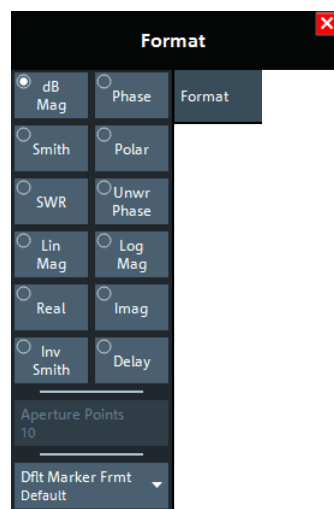 Format
dB
Mag
Phase
Format
Smith
Polar
SWR
Unwr
Phase
Lin
Mag
Log
Mag
Real
Imag
Inv
Smith
Delay
Aperture Points
10
Dflt Marker Frmt
Default